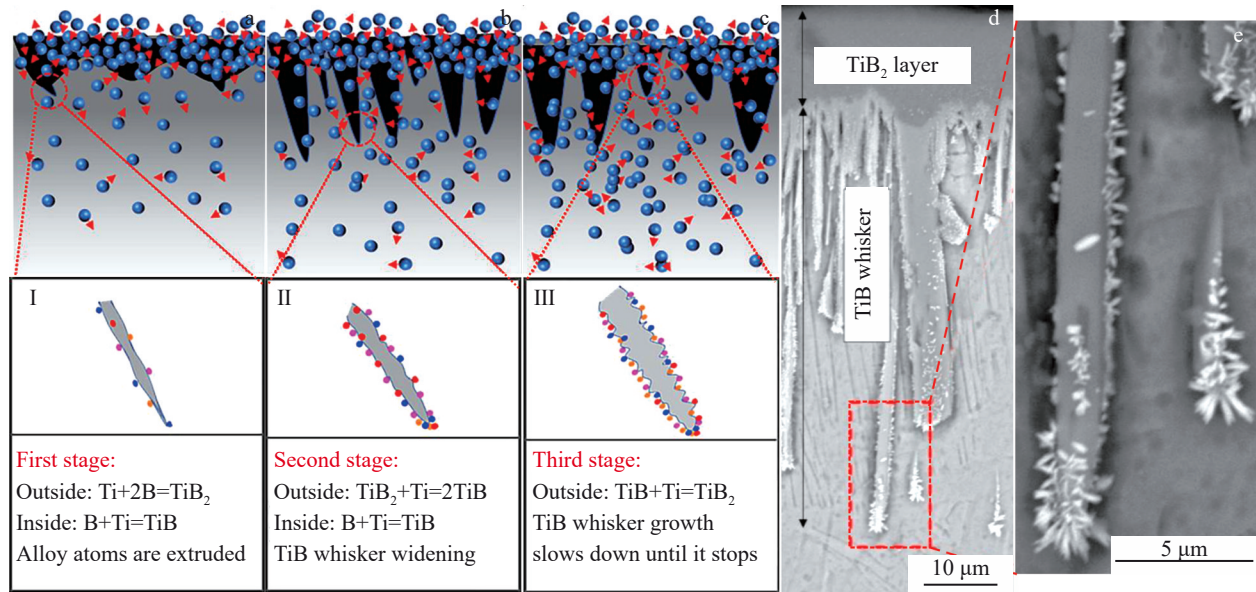 a
b
c
d
e
TiB₂ layer
TiB whisker
I
II
III
First stage:
Outside: Ti+2B=TiB₂
Inside: B+Ti=TiB
Alloy atoms are extruded
Second stage:
Outside: TiB₂+Ti=2TiB
Inside: B+Ti=TiB
TiB whisker widening
Third stage:
Outside: TiB+Ti=TiB₂
TiB whisker growth
slows down until it stops
10 μm
5 μm